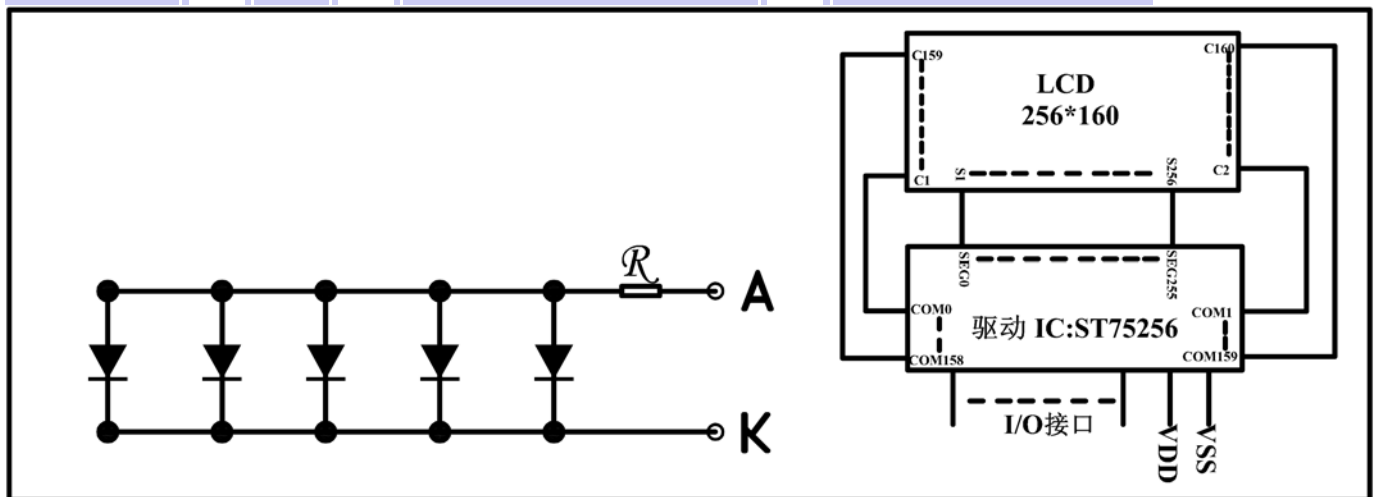 R
A
K
C159
C160
LCD
256*160
C1
S1
S256
C2
SEG0
SEG255
COM0
COM1
驱动 IC:ST75256
COM158
COM159
I/O接口
VDD
VSS